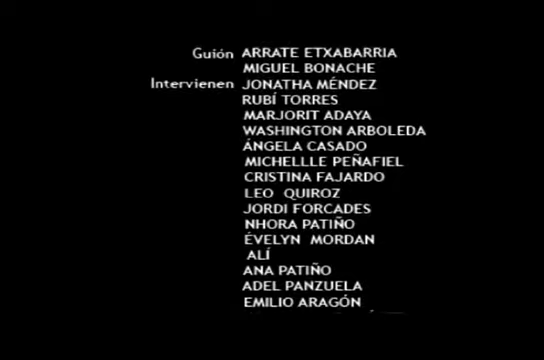 Guión ARRATE ETXABARRIA
MIGUEL BONACHE
Intervienen JONATHA MÉNDEZ
RUBÍ TORRES
MARJORIT ADAYA
WASHINGTON ARBOLEDA
ÁNGELA CASADO
MICHELLLE PEÑAFIEL
CRISTINA FAJARDO
LEO QUIROZ
JORDI FORCADES
NHORA PATIÑO
ÉVELYN MORDAN
ALÍ
ANA PATIÑO
ADEL PANZUELA
EMILIO ARAGÓN